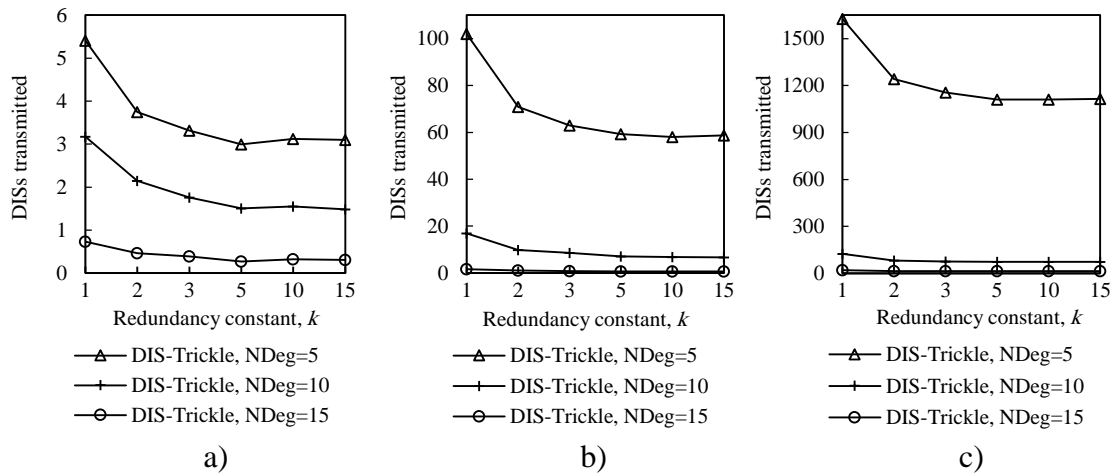 6
5
4
3
2
1
0
DISs transmitted
1 2 3 5 10 15
Redundancy constant, k
DIS-Trickle, NDeg=5
DIS-Trickle, NDeg=10
DIS-Trickle, NDeg=15
a)
100
80
60
40
20
0
DISs transmitted
1 2 3 5 10 15
Redundancy constant, k
DIS-Trickle, NDeg=5
DIS-Trickle, NDeg=10
DIS-Trickle, NDeg=15
b)
1500
1200
900
600
300
0
DISs transmitted
1 2 3 5 10 15
Redundancy constant, k
DIS-Trickle, NDeg=5
DIS-Trickle, NDeg=10
DIS-Trickle, NDeg=15
c)